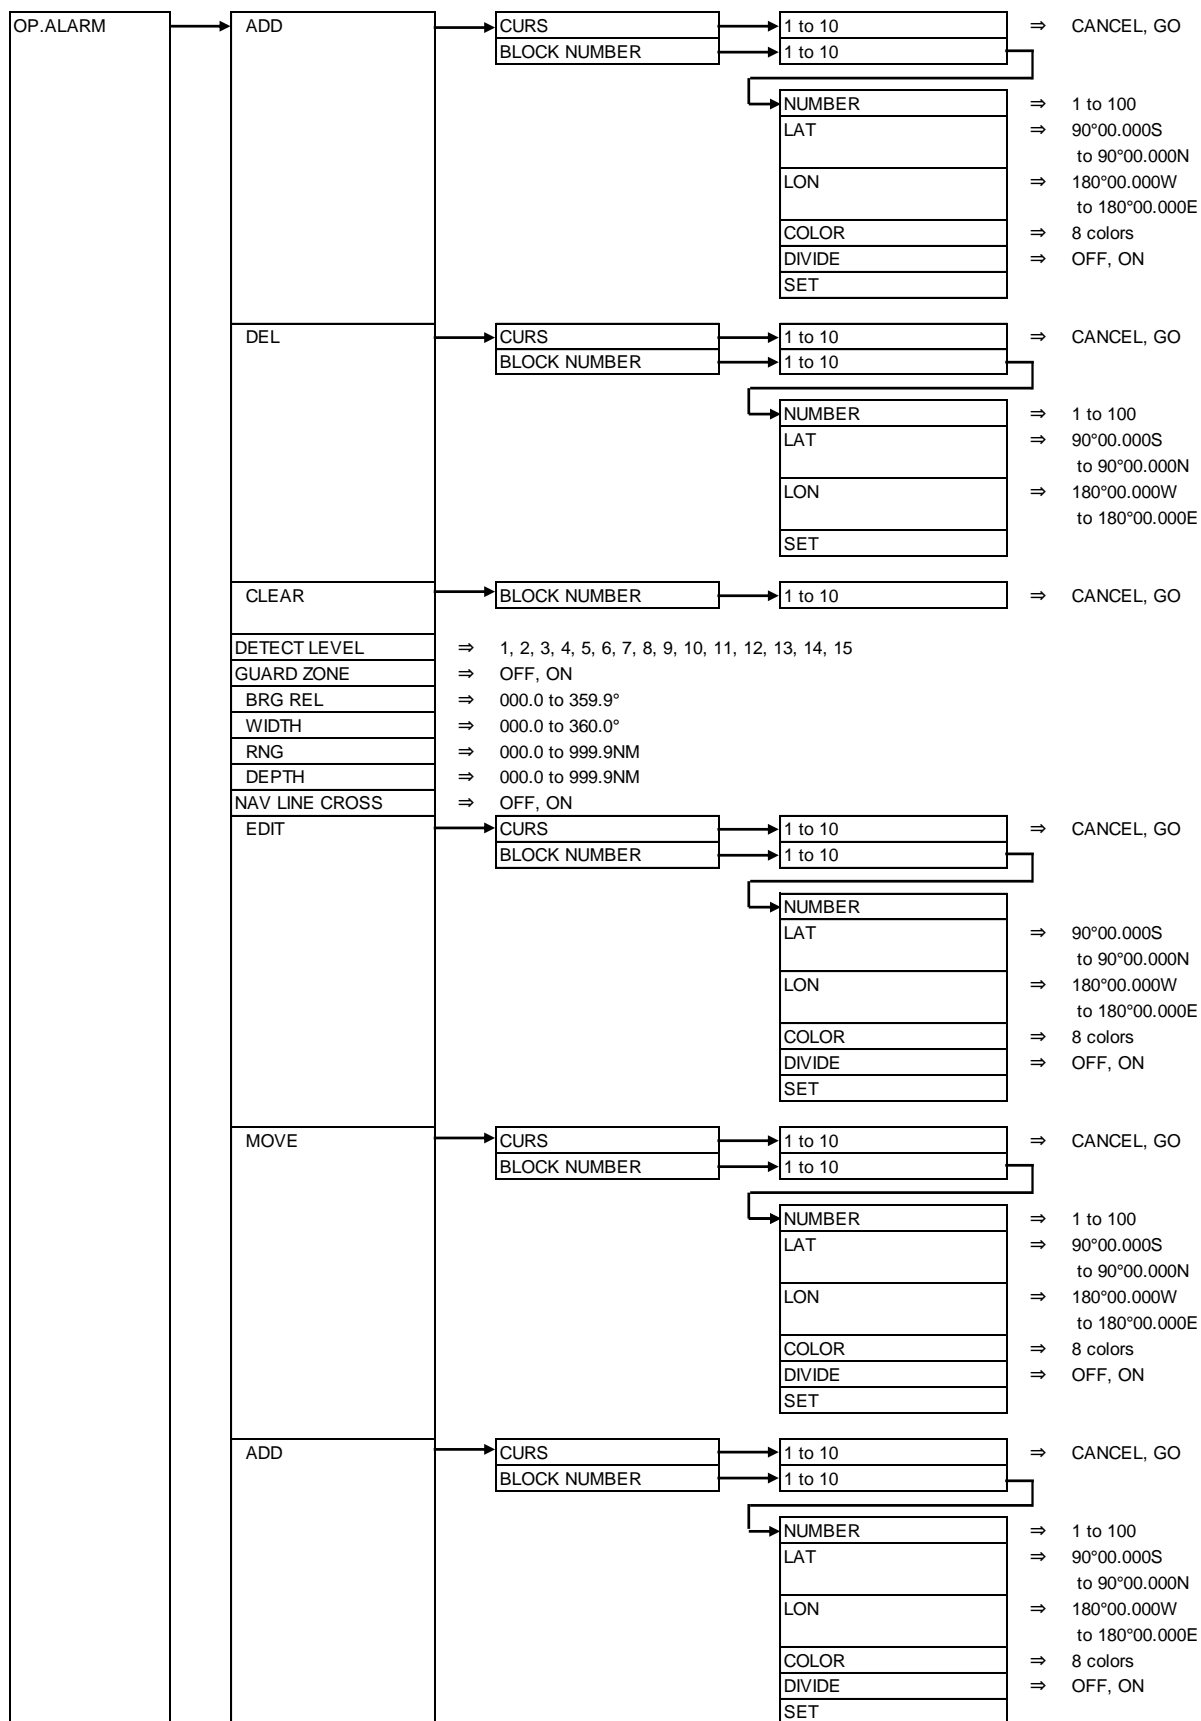 OP.ALARM ADD CURS 1 to 10 ⇒ CANCEL, GO
BLOCK NUMBER 1 to 10
NUMBER ⇒ 1 to 100
LAT ⇒ 90°00.000S
to 90°00.000N
LON ⇒ 180°00.000W
to 180°00.000E
COLOR ⇒ 8 colors
DIVIDE ⇒ OFF, ON
SET
DEL CURS 1 to 10 ⇒ CANCEL, GO
BLOCK NUMBER 1 to 10
NUMBER ⇒ 1 to 100
LAT ⇒ 90°00.000S
to 90°00.000N
LON ⇒ 180°00.000W
to 180°00.000E
SET
CLEAR BLOCK NUMBER 1 to 10 ⇒ CANCEL, GO
DETECT LEVEL ⇒ 1, 2, 3, 4, 5, 6, 7, 8, 9, 10, 11, 12, 13, 14, 15
GUARD ZONE ⇒ OFF, ON
BRG REL ⇒ 000.0 to 359.9°
WIDTH ⇒ 000.0 to 360.0°
RNG ⇒ 000.0 to 999.9NM
DEPTH ⇒ 000.0 to 999.9NM
NAV LINE CROSS ⇒ OFF, ON
EDIT CURS 1 to 10 ⇒ CANCEL, GO
BLOCK NUMBER 1 to 10
NUMBER
LAT ⇒ 90°00.000S
to 90°00.000N
LON ⇒ 180°00.000W
to 180°00.000E
COLOR ⇒ 8 colors
DIVIDE ⇒ OFF, ON
SET
MOVE CURS 1 to 10 ⇒ CANCEL, GO
BLOCK NUMBER 1 to 10
NUMBER ⇒ 1 to 100
LAT ⇒ 90°00.000S
to 90°00.000N
LON ⇒ 180°00.000W
to 180°00.000E
COLOR ⇒ 8 colors
DIVIDE ⇒ OFF, ON
SET
ADD CURS 1 to 10 ⇒ CANCEL, GO
BLOCK NUMBER 1 to 10
NUMBER ⇒ 1 to 100
LAT ⇒ 90°00.000S
to 90°00.000N
LON ⇒ 180°00.000W
to 180°00.000E
COLOR ⇒ 8 colors
DIVIDE ⇒ OFF, ON
SET